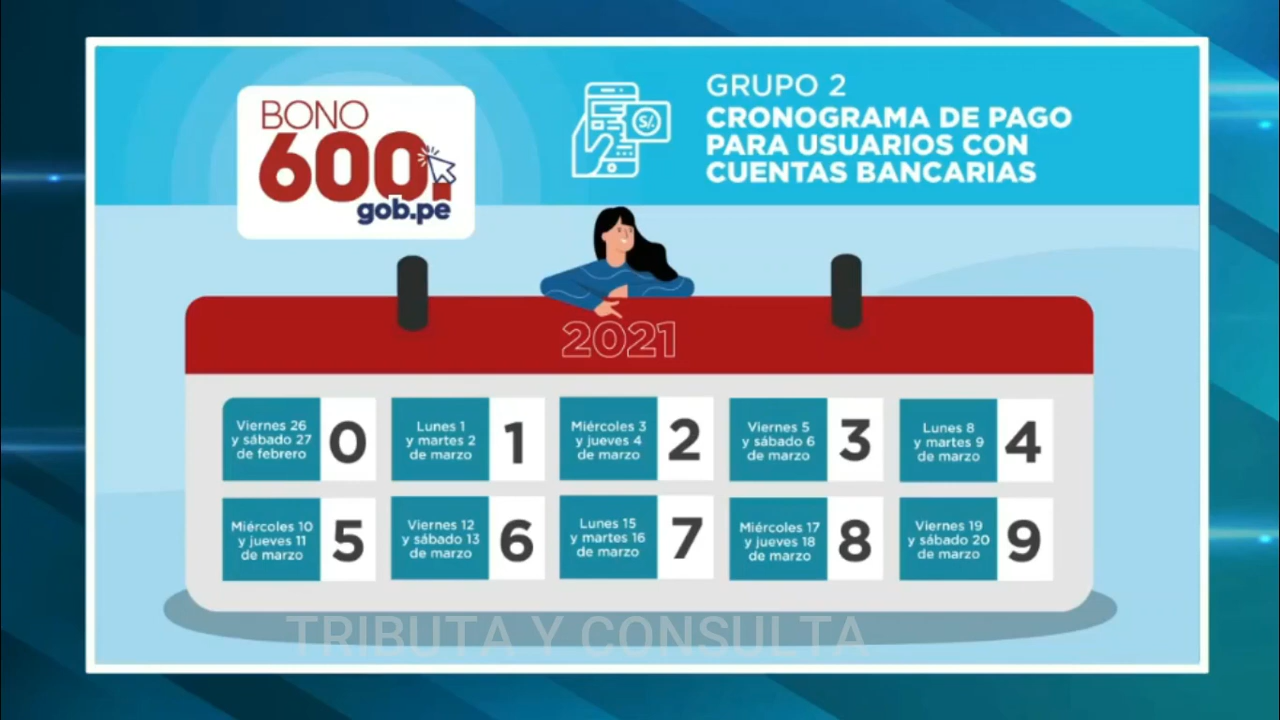 BONO
600
gob.pe
S/.
GRUPO 2
CRONOGRAMA DE PAGO
PARA USUARIOS CON
CUENTAS BANCARIAS
2021
Viernes 26
y sábado 27
de febrero
0
Lunes 1
y martes 2
de marzo
1
Miércoles 3
y jueves 4
de marzo
2
Viernes 5
y sábado 6
de marzo
3
Lunes 8
y martes 9
de marzo
4
Miércoles 10
y jueves 11
de marzo
5
Viernes 12
y sábado 13
de marzo
6
Lunes 15
y martes 16
de marzo
7
Miércoles 17
y jueves 18
de marzo
8
Viernes 19
y sábado 20
de marzo
9
TRIBUTA Y CONSULTA